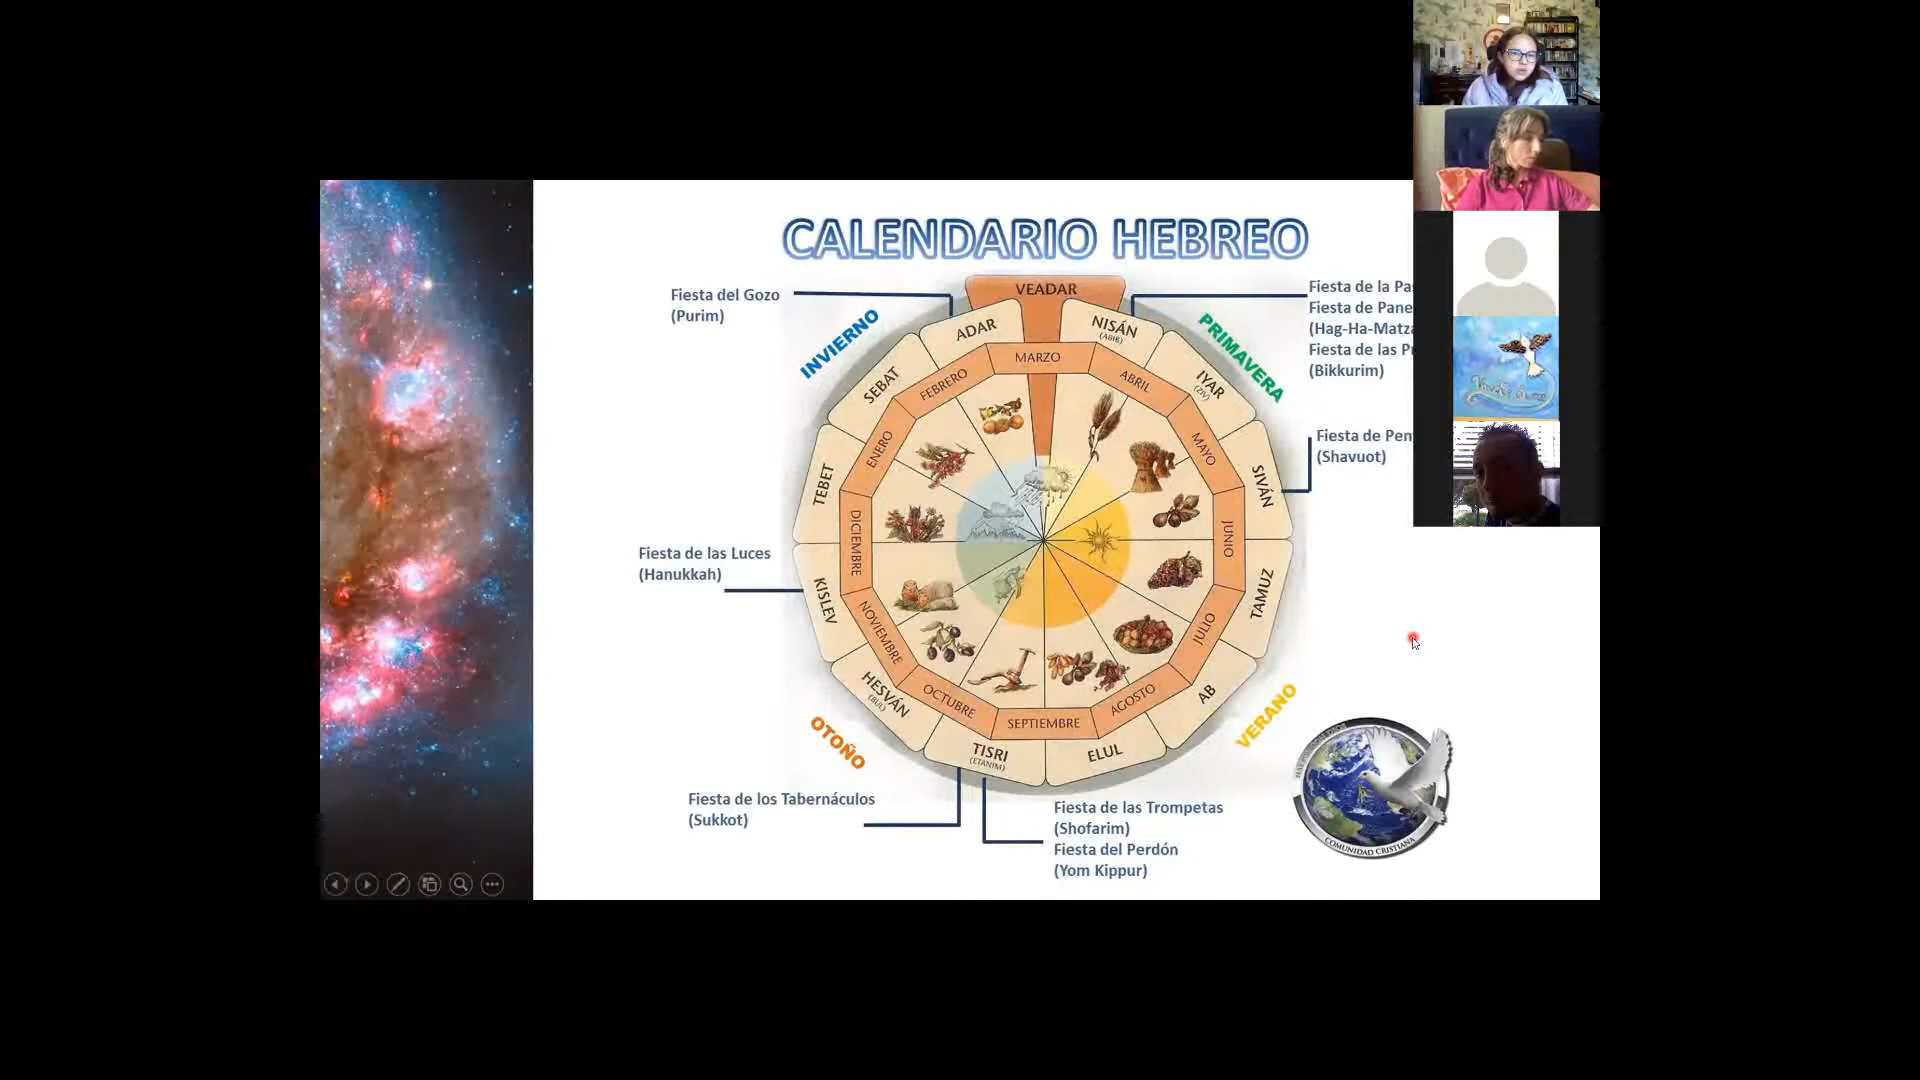 CALENDARIO HEBREO
Fiesta del Gozo
(Purim)
Fiesta de la Pas
Fiesta de Pane
(Hag-Ha-Matza
Fiesta de las Pr
(Bikkurim)
Fiesta de Pen
(Shavuot)
Fiesta de las Luces
(Hanukkah)
Fiesta de los Tabernáculos
(Sukkot)
Fiesta de las Trompetas
(Shofarim)
Fiesta del Perdón
(Yom Kippur)
INVIERNO
PRIMAVERA
VERANO
OTOÑO
VEADAR
NISÁN
(ABIB)
IYAR
(ZIV)
SIVÁN
TAMUZ
AB
ELUL
TISRI
(ETANIM)
HESVÁN
(BUL)
KISLEV
TEBET
SEBAT
ADAR
MARZO
ABRIL
MAYO
JUNIO
JULIO
AGOSTO
SEPTIEMBRE
OCTUBRE
NOVIEMBRE
DICIEMBRE
ENERO
FEBRERO
COMUNIDAD CRISTIANA